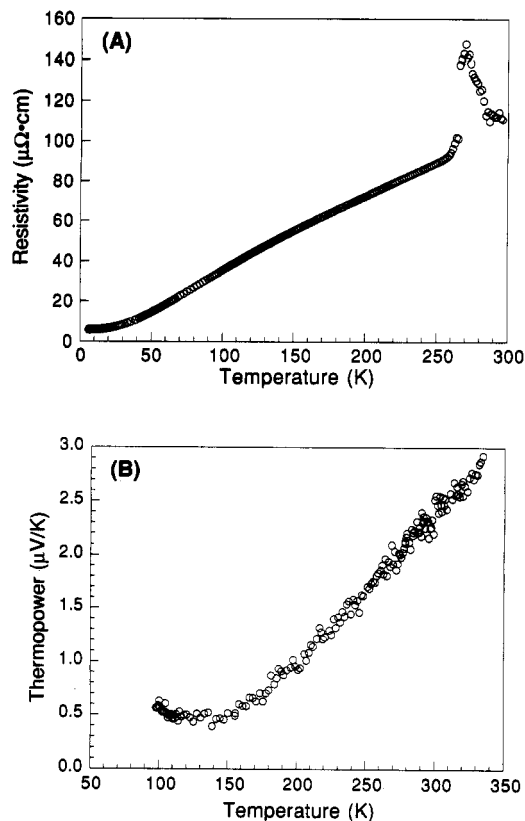 (A)
160
140
120
100
80
60
40
20
0
Resistivity (μΩ•cm)
0 50 100 150 200 250 300
Temperature (K)
(B)
3.0
2.5
2.0
1.5
1.0
0.5
0.0
Thermopower (μV/K)
50 100 150 200 250 300 350
Temperature (K)